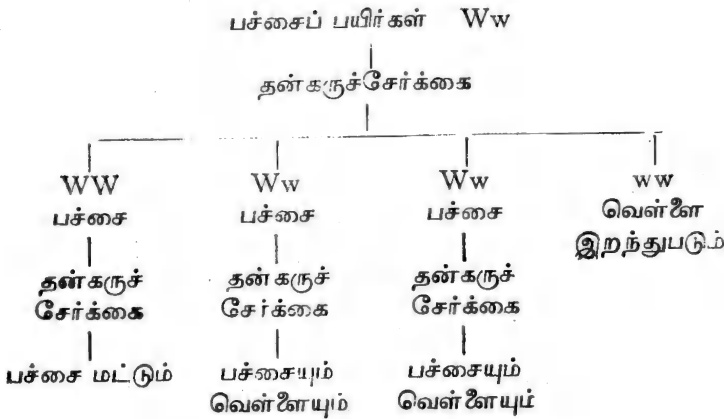 பச்சைப் பயிர்கள் Ww
தன்கருச்சேர்க்கை
WW Ww Ww ww
பச்சை பச்சை பச்சை வெள்ளை
இறந்துபடும்
தன்கருச் தன்கருச் தன்கருச்
சேர்க்கை சேர்க்கை சேர்க்கை
பச்சை மட்டும் பச்சையும் பச்சையும்
வெள்ளையும் வெள்ளையும்